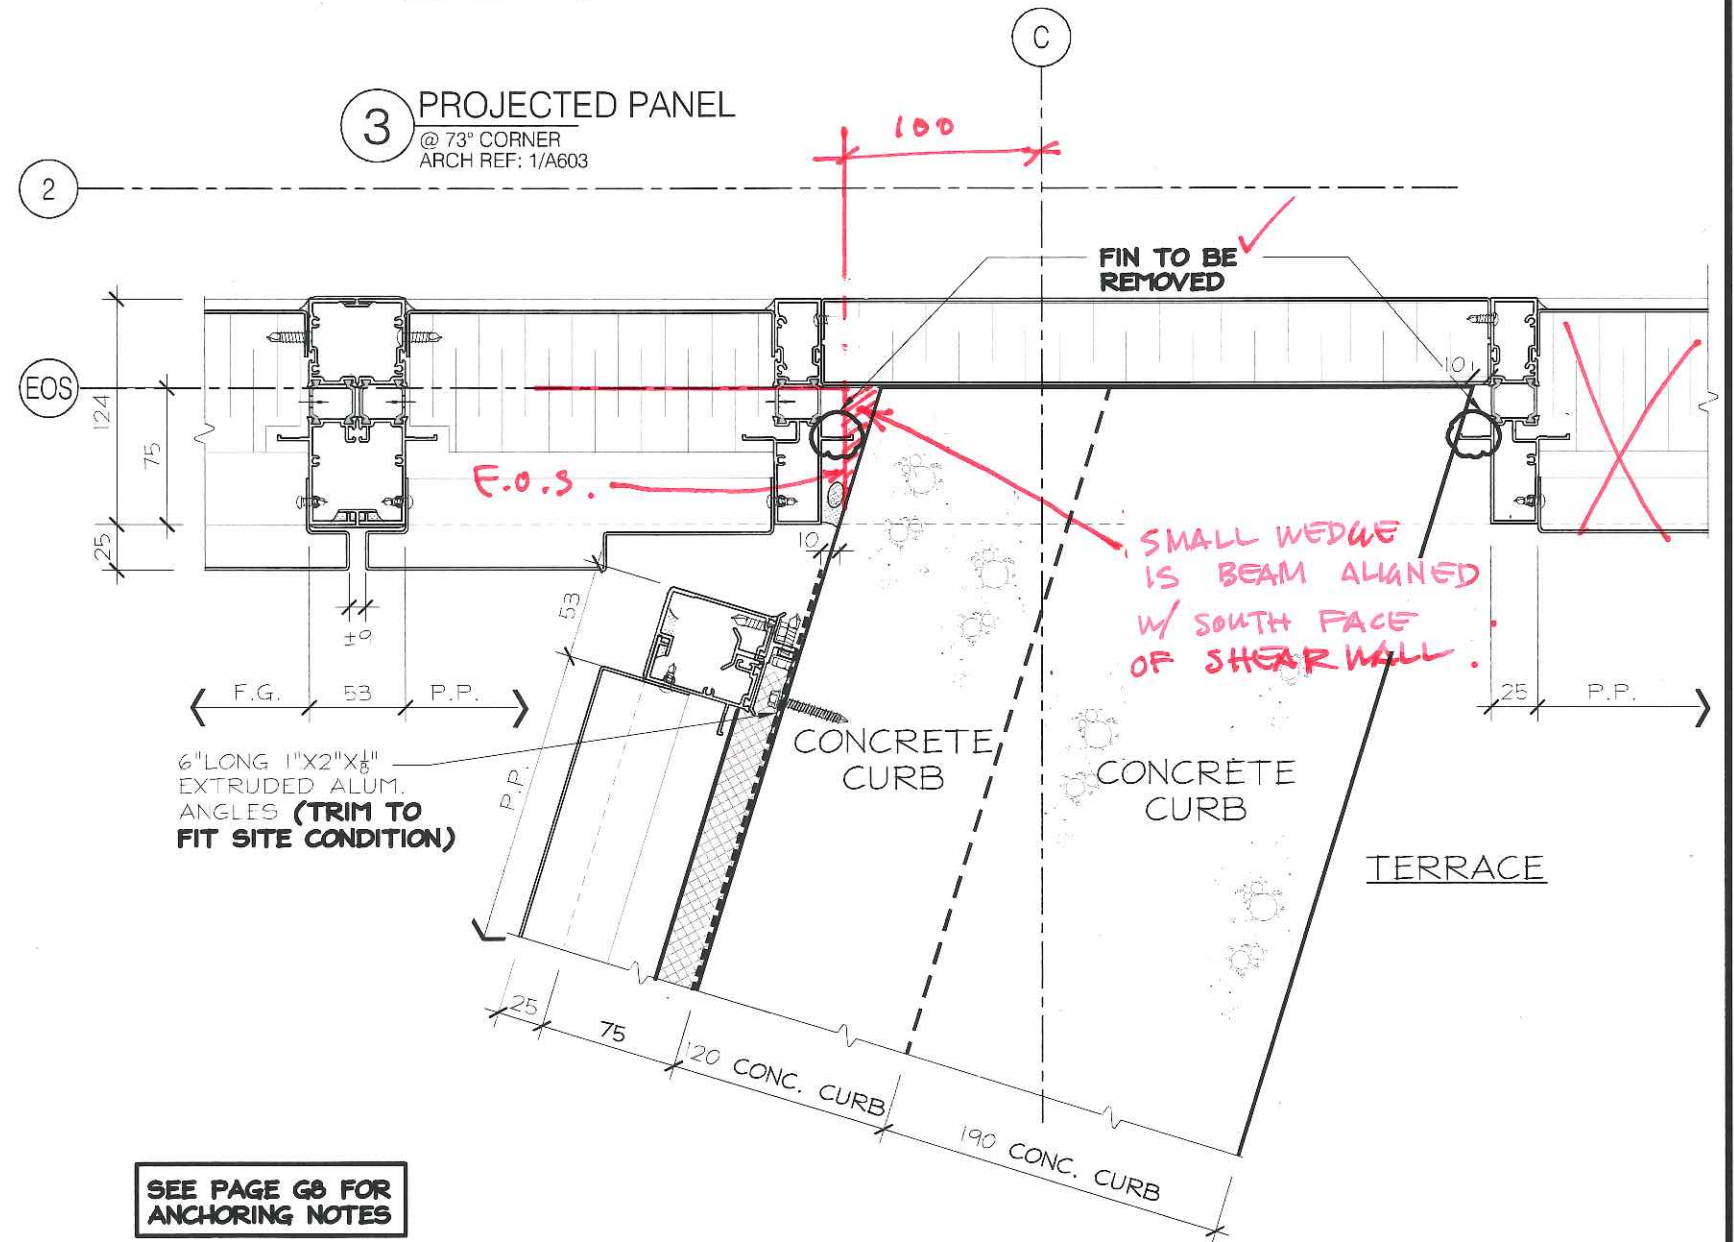 C
3
PROJECTED PANEL
@ 73° CORNER
ARCH REF: 1/A603
100
2
FIN TO BE
REMOVED
EOS
124
75
25
10
E.O.S.
10
53
±9
SMALL WEDGE
IS BEAM ALIGNED
W/ SOUTH FACE
OF SHEAR WALL.
F.G.
53
P.P.
25
P.P.
6"LONG 1"X2"X1/8"
EXTRUDED ALUM.
ANGLES (TRIM TO
FIT SITE CONDITION)
P.P.
CONCRETE
CURB
CONCRETE
CURB
TERRACE
25
75
120 CONC. CURB
190 CONC. CURB
SEE PAGE G8 FOR
ANCHORING NOTES